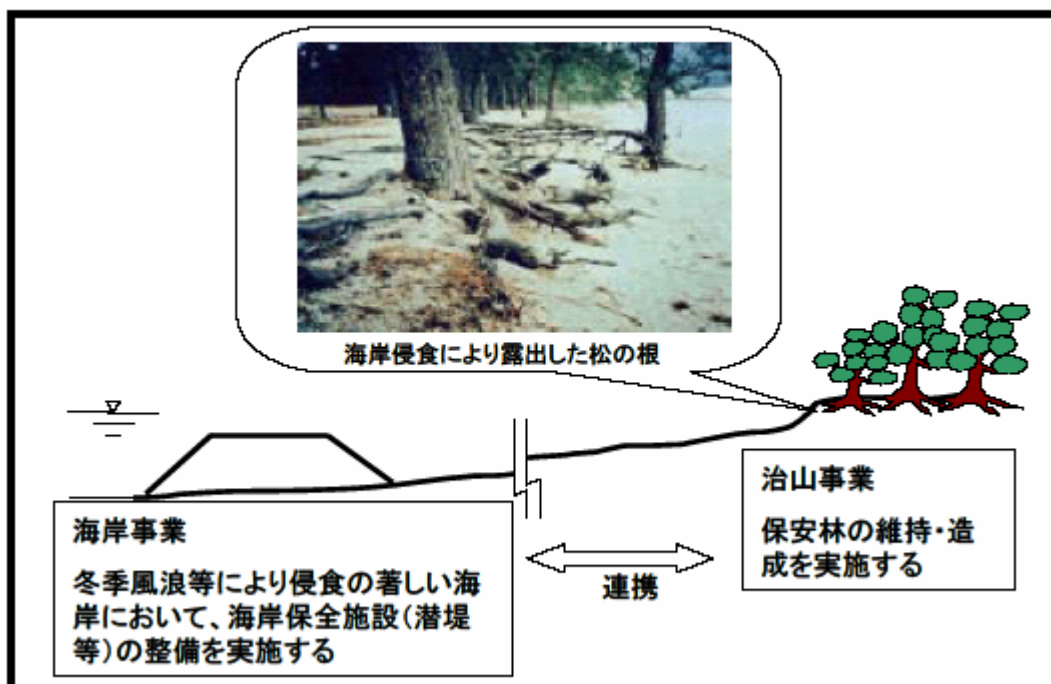 海岸侵食により露出した松の根
海岸事業
冬季風浪等により侵食の著しい海
岸において、海岸保全施設(潜堤
等)の整備を実施する
連携
治山事業
保安林の維持・造
成を実施する